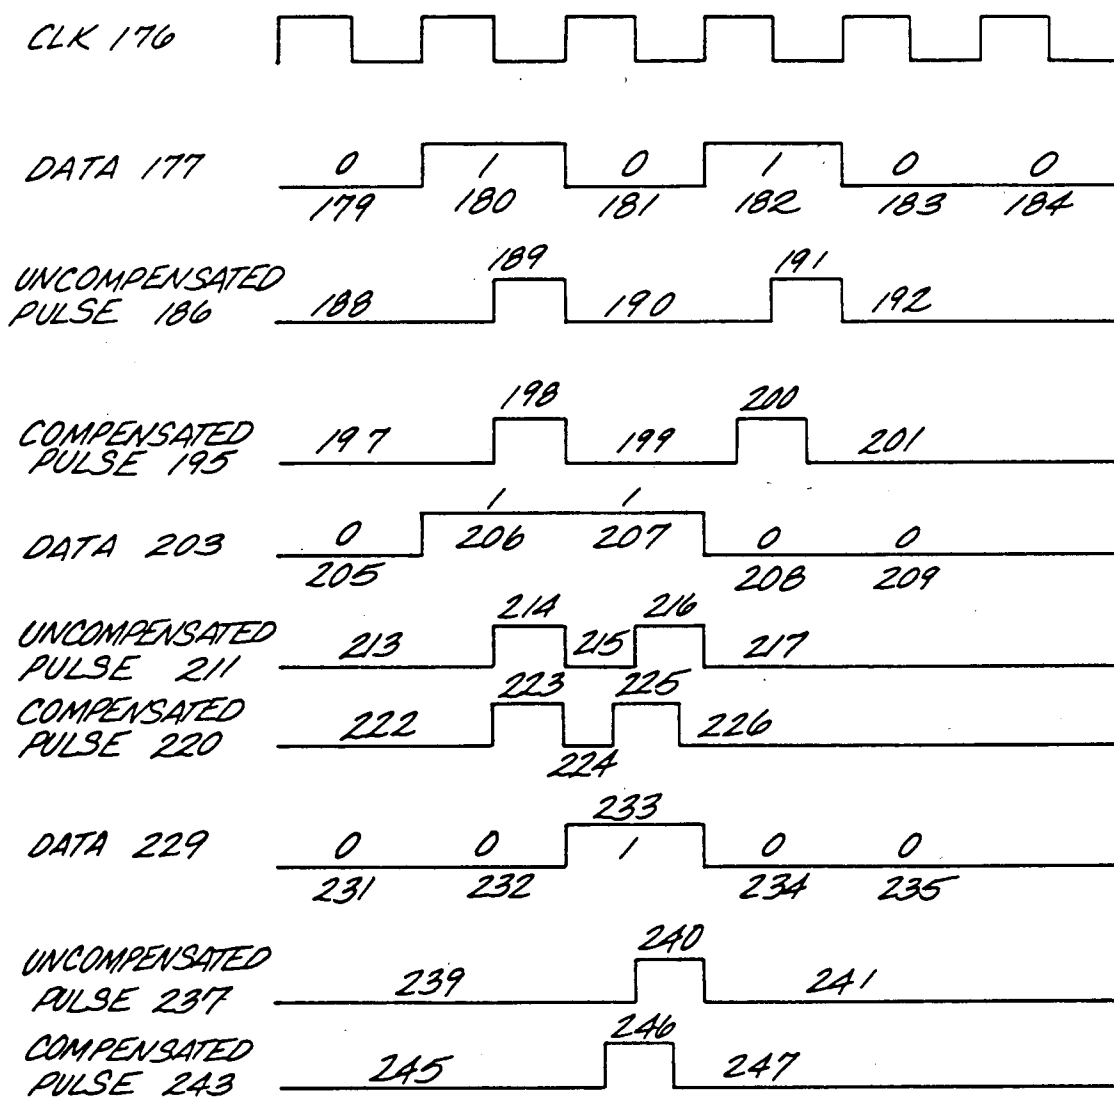 CLK 176
DATA 177
0 1 0 1 0 0
179 180 181 182 183 184
UNCOMPENSATED
PULSE 186
188 189 190 191 192
COMPENSATED
PULSE 195
197 198 199 200 201
DATA 203
0 1 1 0 0
205 206 207 208 209
UNCOMPENSATED
PULSE 211
213 214 215 216 217
COMPENSATED
PULSE 220
222 223 224 225 226
DATA 229
233
0 0 1 0 0
231 232 234 235
UNCOMPENSATED
PULSE 237
239 240 241
COMPENSATED
PULSE 243
245 246 247